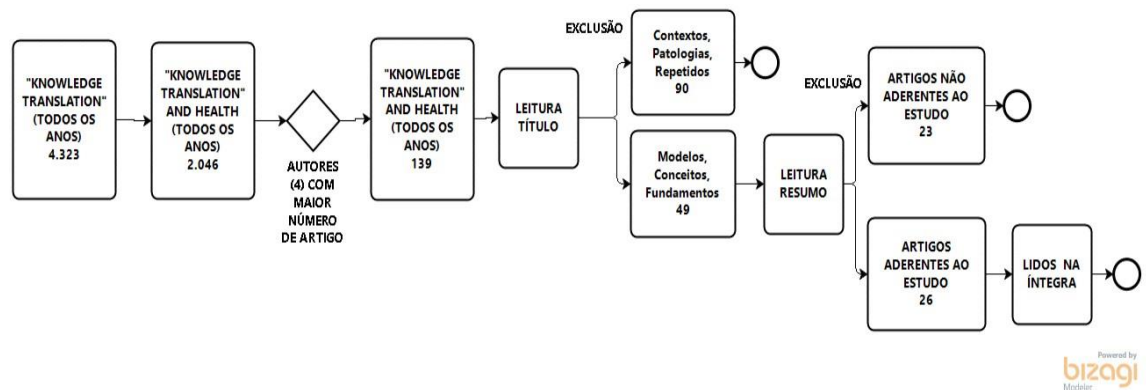 "KNOWLEDGE
TRANSLATION"
(TODOS OS
ANOS)
4.323
"KNOWLEDGE
TRANSLATION"
AND HEALTH
(TODOS OS
ANOS)
2.046
AUTORES
(4) COM
MAIOR
NÚMERO
DE ARTIGO
"KNOWLEDGE
TRANSLATION"
AND HEALTH
(TODOS OS
ANOS)
139
LEITURA
TÍTULO
EXCLUSÃO
Contextos,
Patologias,
Repetidos
90
Modelos,
Conceitos,
Fundamentos
49
LEITURA
RESUMO
EXCLUSÃO
ARTIGOS NÃO
ADERENTES AO
ESTUDO
23
ARTIGOS
ADERENTES AO
ESTUDO
26
LIDOS NA
ÍNTEGRA
Powered by
bizagi
Modeler